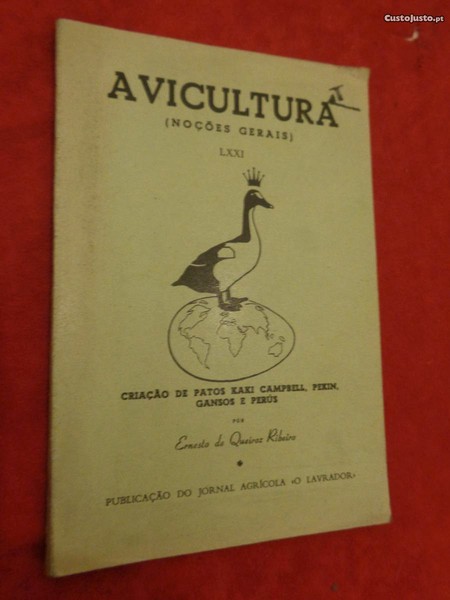 CustoJusto.pt
AVICULTURA
(NOÇÕES GERAIS)
LXXI
CRIAÇÃO DE PATOS KAKI CAMPBELL, PEKIN,
GANSOS E PERÚS
POR
Ernesto de Queiroz Ribeiro
PUBLICAÇÃO DO JORNAL AGRÍCOLA «O LAVRADOR»